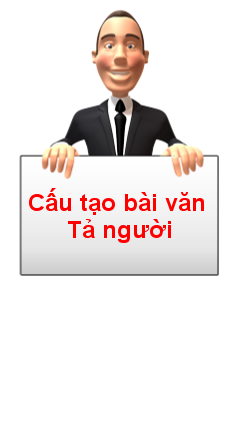 Cấu tạo bài văn
Tả người